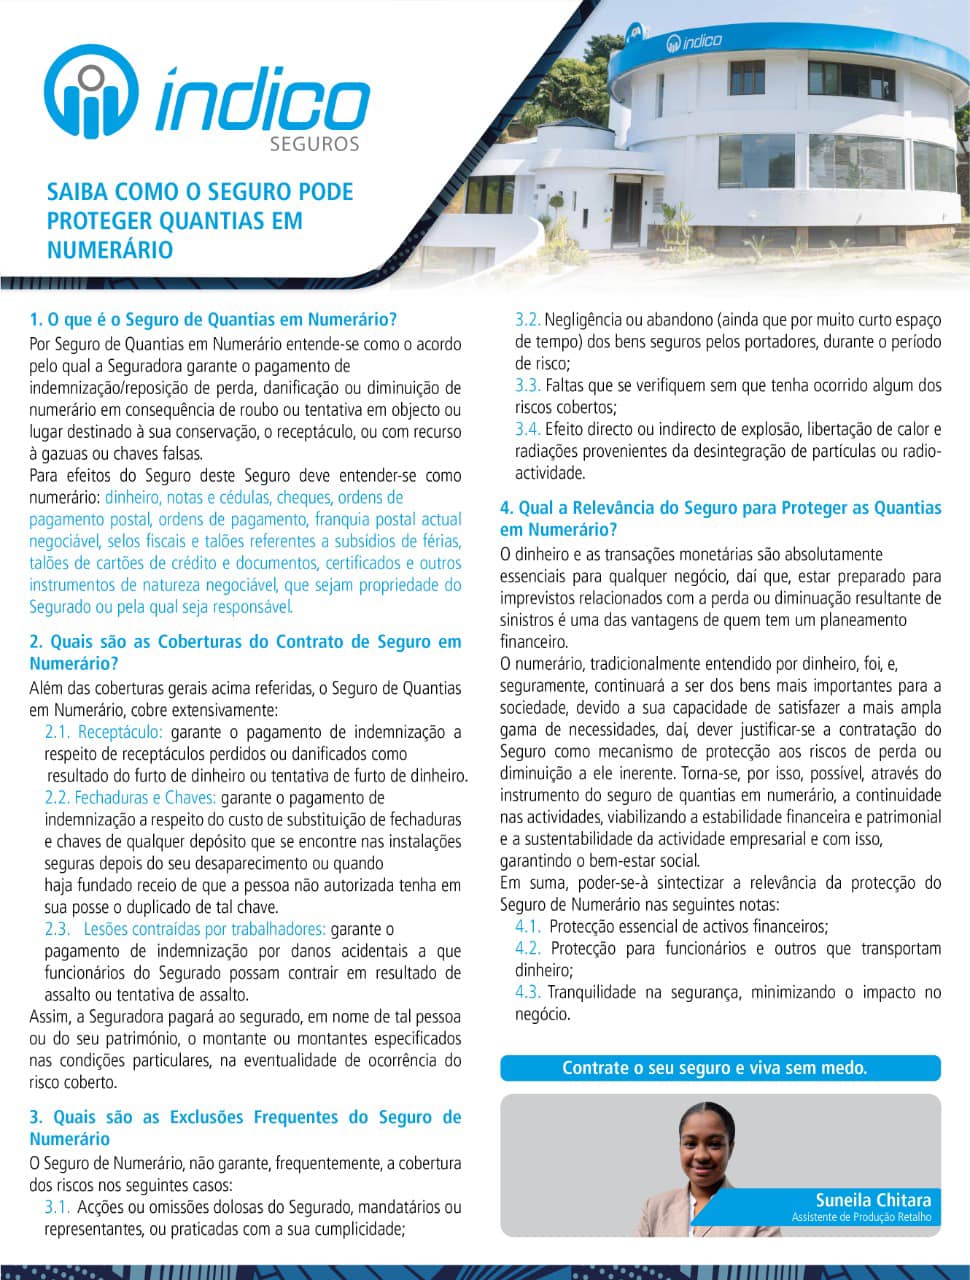 índico
SEGUROS
índico
SAIBA COMO O SEGURO PODE
PROTEGER QUANTIAS EM
NUMERÁRIO
1. O que é o Seguro de Quantias em Numerário?
Por Seguro de Quantias em Numerário entende-se como o acordo
pelo qual a Seguradora garante o pagamento de
indemnização/reposição de perda, danificação ou diminuição de
numerário em consequência de roubo ou tentativa em objecto ou
lugar destinado à sua conservação, o receptáculo, ou com recurso
à gazuas ou chaves falsas.
Para efeitos do Seguro deste Seguro deve entender-se como
numerário: dinheiro, notas e cédulas, cheques, ordens de
pagamento postal, ordens de pagamento, franquia postal actual
negociável, selos fiscais e talões referentes a subsídios de férias,
talões de cartões de crédito e documentos, certificados e outros
instrumentos de natureza negociável, que sejam propriedade do
Segurado ou pela qual seja responsável.
2. Quais são as Coberturas do Contrato de Seguro em
Numerário?
Além das coberturas gerais acima referidas, o Seguro de Quantias
em Numerário, cobre extensivamente:
2.1. Receptáculo: garante o pagamento de indemnização a
respeito de receptáculos perdidos ou danificados como
resultado do furto de dinheiro ou tentativa de furto de dinheiro.
2.2. Fechaduras e Chaves: garante o pagamento de
indemnização a respeito do custo de substituição de fechaduras
e chaves de qualquer depósito que se encontre nas instalações
seguras depois do seu desaparecimento ou quando
haja fundado receio de que a pessoa não autorizada tenha em
sua posse o duplicado de tal chave.
2.3. Lesões contraídas por trabalhadores: garante o
pagamento de indemnização por danos acidentais a que
funcionários do Segurado possam contrair em resultado de
assalto ou tentativa de assalto.
Assim, a Seguradora pagará ao segurado, em nome de tal pessoa
ou do seu património, o montante ou montantes especificados
nas condições particulares, na eventualidade de ocorrência do
risco coberto.
3. Quais são as Exclusões Frequentes do Seguro de
Numerário
O Seguro de Numerário, não garante, frequentemente, a cobertura
dos riscos nos seguintes casos:
3.1. Acções ou omissões dolosas do Segurado, mandatários ou
representantes, ou praticadas com a sua cumplicidade;
3.2. Negligência ou abandono (ainda que por muito curto espaço
de tempo) dos bens seguros pelos portadores, durante o período
de risco;
3.3. Faltas que se verifiquem sem que tenha ocorrido algum dos
riscos cobertos;
3.4. Efeito directo ou indirecto de explosão, libertação de calor e
radiações provenientes da desintegração de partículas ou radio-
actividade.
4. Qual a Relevância do Seguro para Proteger as Quantias
em Numerário?
O dinheiro e as transações monetárias são absolutamente
essenciais para qualquer negócio, daí que, estar preparado para
imprevistos relacionados com a perda ou diminuação resultante de
sinistros é uma das vantagens de quem tem um planeamento
financeiro.
O numerário, tradicionalmente entendido por dinheiro, foi, e,
seguramente, continuará a ser dos bens mais importantes para a
sociedade, devido a sua capacidade de satisfazer a mais ampla
gama de necessidades, daí, dever justificar-se a contratação do
Seguro como mecanismo de protecção aos riscos de perda ou
diminuição a ele inerente. Torna-se, por isso, possível, através do
instrumento do seguro de quantias em numerário, a continuidade
nas actividades, viabilizando a estabilidade financeira e patrimonial
e a sustentabilidade da actividade empresarial e com isso,
garantindo o bem-estar social.
Em suma, poder-se-à sintectizar a relevância da protecção do
Seguro de Numerário nas seguintes notas:
4.1. Protecção essencial de activos financeiros;
4.2. Protecção para funcionários e outros que transportam
dinheiro;
4.3. Tranquilidade na segurança, minimizando o impacto no
negócio.
Contrate o seu seguro e viva sem medo.
Suneila Chitara
Assistente de Produção Retalho